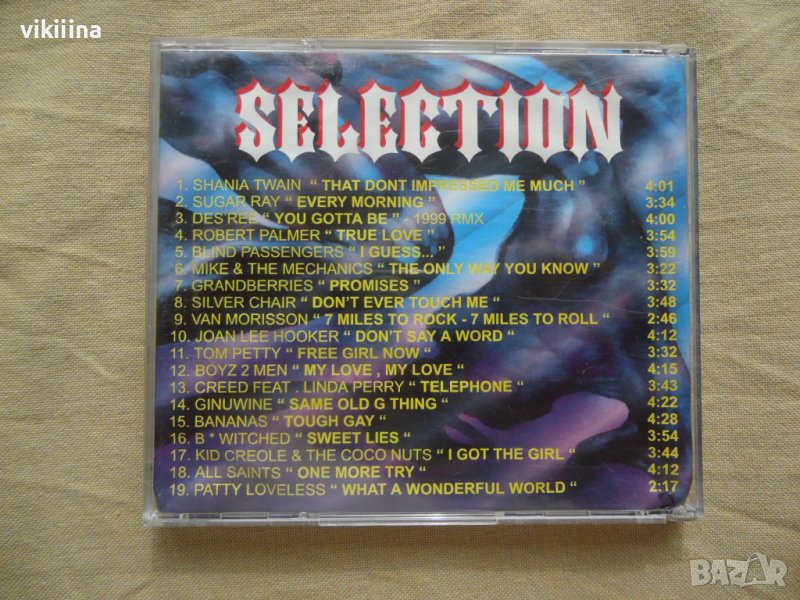 vikiiina
SELECTION
1. SHANIA TWAIN “ THAT DONT IMPRESSED ME MUCH ” 4:01
2. SUGAR RAY “ EVERY MORNING ” 3:34
3. DES'REE “ YOU GOTTA BE ” - 1999 RMX 4:00
4. ROBERT PALMER “ TRUE LOVE ” 3:54
5. BLIND PASSENGERS “ I GUESS... ” 3:59
6. MIKE & THE MECHANICS “ THE ONLY WAY YOU KNOW ” 3:22
7. GRANDBERRIES “ PROMISES “ 3:32
8. SILVER CHAIR “ DON'T EVER TOUCH ME “ 3:48
9. VAN MORISSON “ 7 MILES TO ROCK - 7 MILES TO ROLL “ 2:46
10. JOAN LEE HOOKER “ DON'T SAY A WORD “ 4:12
11. TOM PETTY “ FREE GIRL NOW “ 3:32
12. BOYZ 2 MEN “ MY LOVE , MY LOVE “ 4:15
13. CREED FEAT . LINDA PERRY “ TELEPHONE “ 3:43
14. GINUWINE “ SAME OLD G THING “ 4:22
15. BANANAS “ TOUGH GAY “ 4:28
16. B * WITCHED “ SWEET LIES “ 3:54
17. KID CREOLE & THE COCO NUTS “ I GOT THE GIRL “ 3:44
18. ALL SAINTS “ ONE MORE TRY “ 4:12
19. PATTY LOVELESS “ WHAT A WONDERFUL WORLD “ 2:17
BAZAR